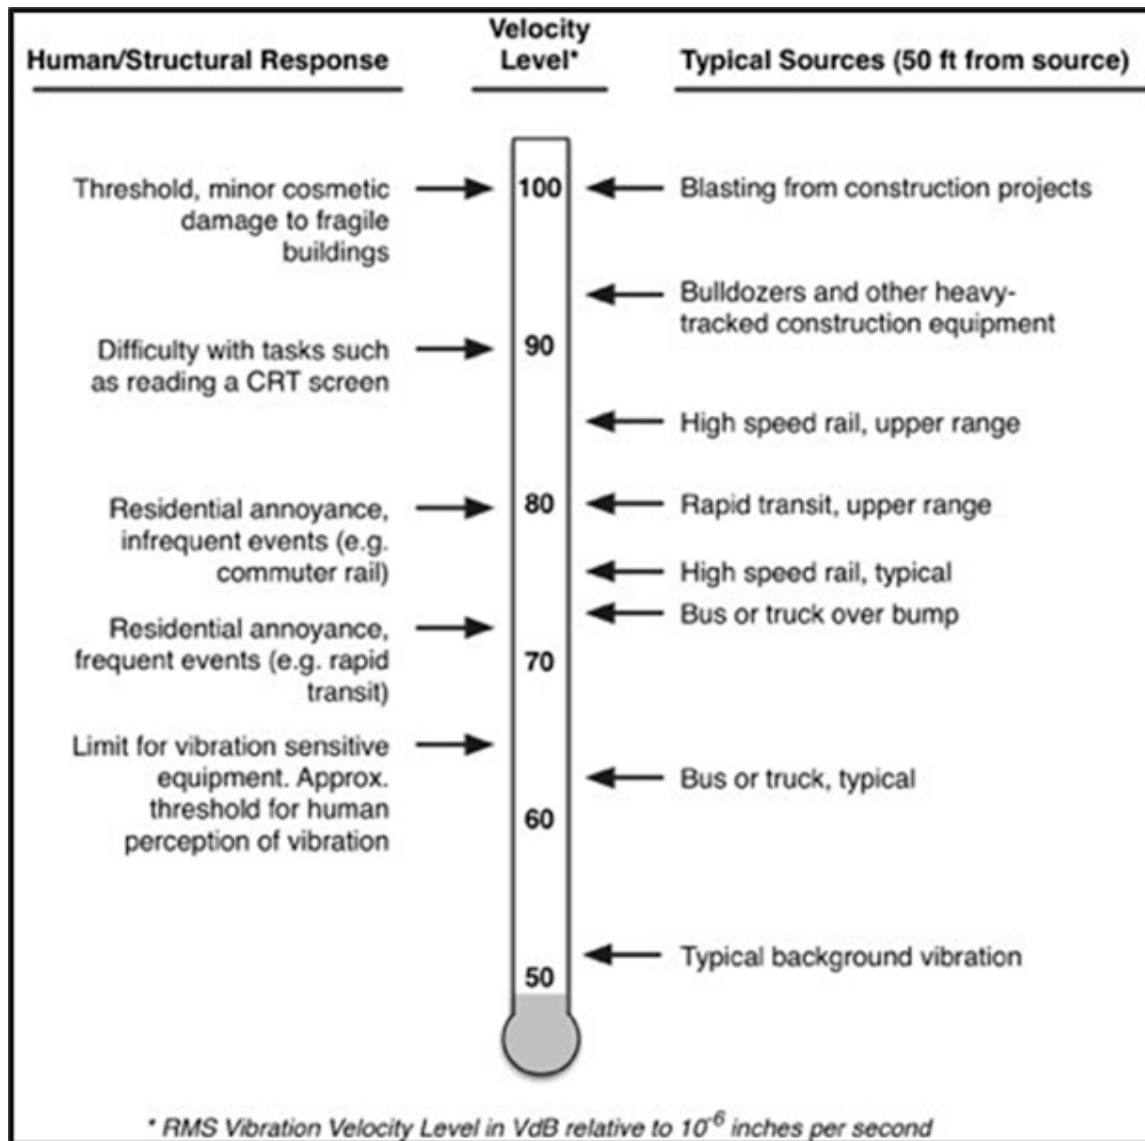 Human/Structural Response
Velocity
Level*
Typical Sources (50 ft from source)
Threshold, minor cosmetic
damage to fragile
buildings
100
Blasting from construction projects
Bulldozers and other heavy-
tracked construction equipment
Difficulty with tasks such
as reading a CRT screen
90
High speed rail, upper range
Residential annoyance,
infrequent events (e.g.
commuter rail)
80
Rapid transit, upper range
High speed rail, typical
Bus or truck over bump
Residential annoyance,
frequent events (e.g. rapid
transit)
70
Limit for vibration sensitive
equipment. Approx.
threshold for human
perception of vibration
Bus or truck, typical
60
Typical background vibration
50
* RMS Vibration Velocity Level in VdB relative to 10⁻⁶ inches per second